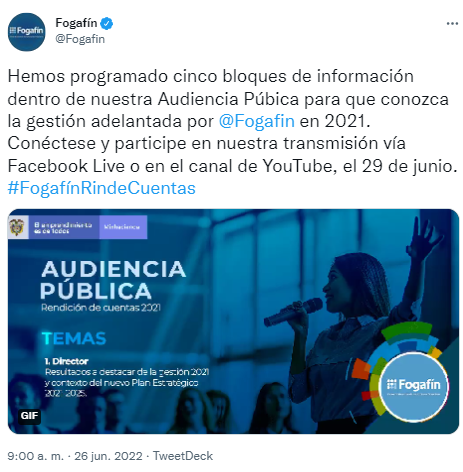 Fogafín
@Fogafin
Hemos programado cinco bloques de información
dentro de nuestra Audiencia Púbica para que conozca
la gestión adelantada por @Fogafin en 2021.
Conéctese y participe en nuestra transmisión vía
Facebook Live o en el canal de YouTube, el 29 de junio.
#FogafínRindeCuentas
El emprendimiento
es de todos
Minhacienda
AUDIENCIA
PÚBLICA
Rendición de cuentas 2021
TEMAS
1. Director
Resultados a destacar de la gestión 2021
y contexto del nuevo Plan Estratégico
2021-2025.
Fogafín
GIF
9:00 a. m. · 26 jun. 2022 · TweetDeck